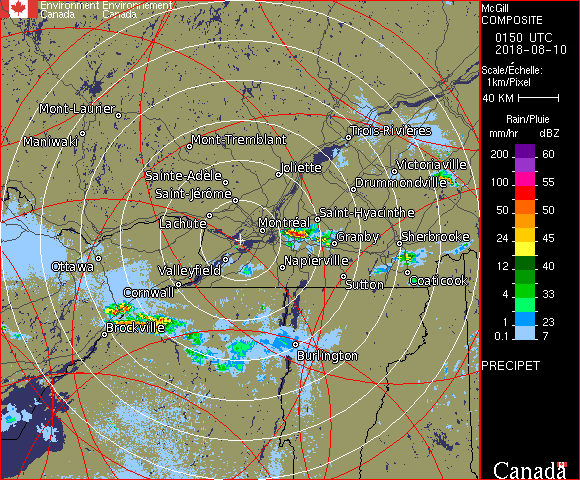 Environment Environnement
Canada Canada
McGill
COMPOSITE
0150 UTC
2018-08-10
Scale/Échelle:
1km/Pixel
40 KM
Rain/Pluie
mm/hr dBZ
200 60
100 55
50 50
24 45
12 40
4 33
1 23
0.1 7
PRECIPET
Canada
Mont-Laurier
Trois-Rivières
Maniwaki
Mont-Tremblant
Victoriaville
Joliette
Sainte-Adèle
Drummondville
Saint-Jérôme
Saint-Hyacinthe
Lachute
Montréal
Granby
Sherbrooke
Ottawa
Valleyfield
Napierville
Sutton
Coaticook
Cornwall
Brockville
Burlington